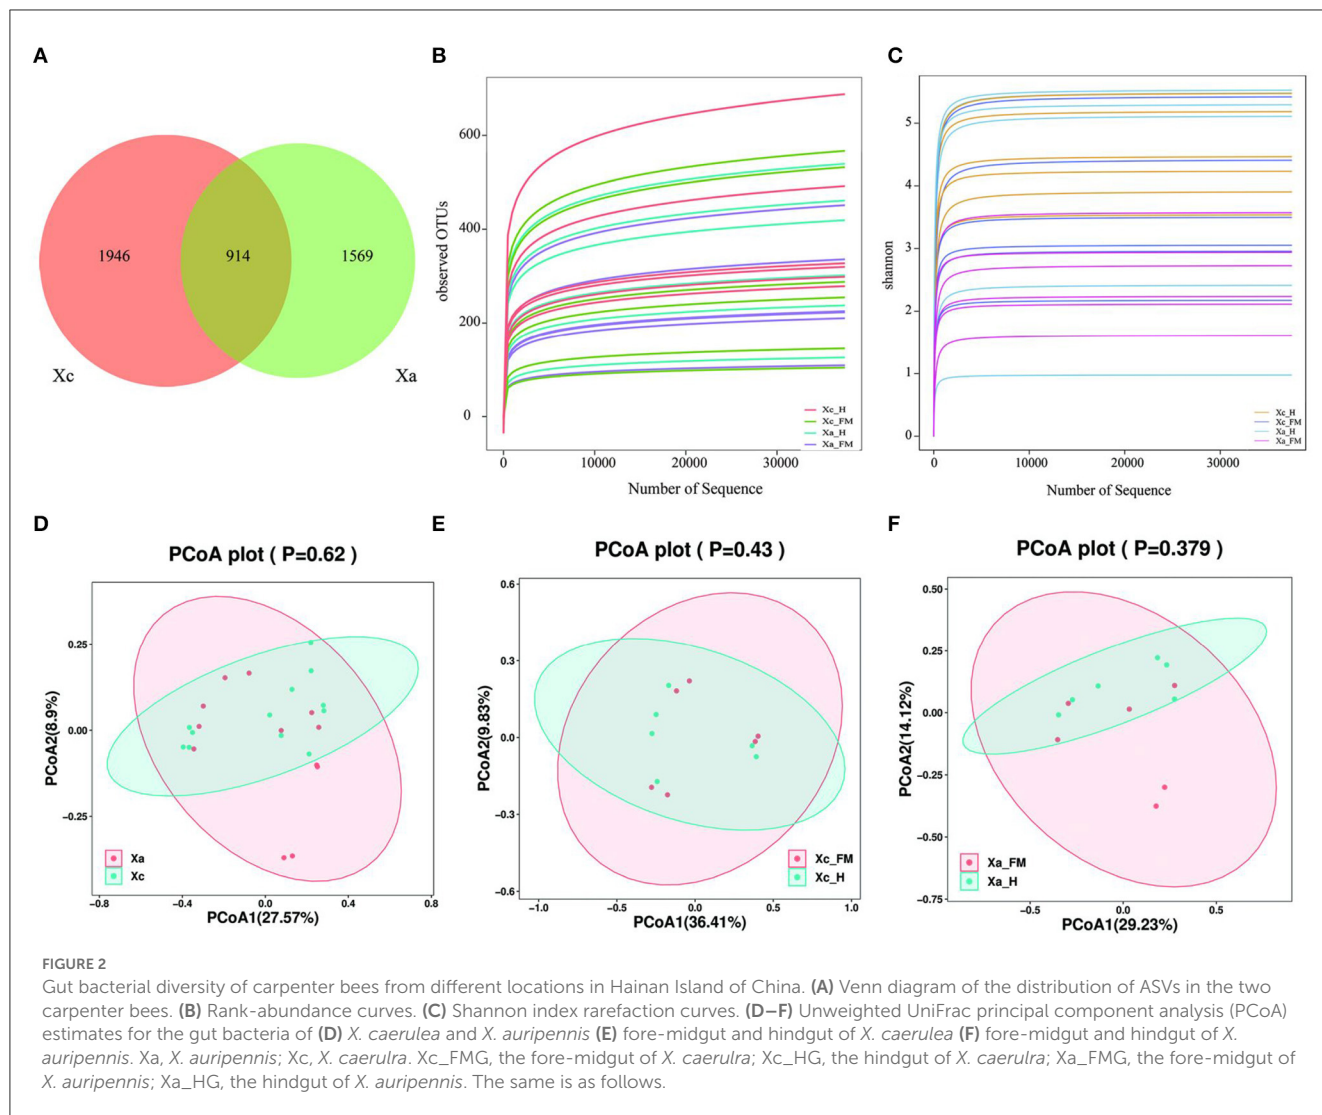 A
1946
914
1569
Xc
Xa
B
600
400
200
0
observed OTUs
0
10000
20000
30000
Number of Sequence
Xc_H
Xc_FM
Xa_H
Xa_FM
C
5
4
3
2
1
0
shannon
0
10000
20000
30000
Number of Sequence
Xc_H
Xc_FM
Xa_H
Xa_FM
D
PCoA plot ( P=0.62 )
0.25
0.00
−0.25
PCoA2(8.9%)
Xa
Xc
−0.8
−0.4
0.0
0.4
0.8
PCoA1(27.57%)
E
PCoA plot ( P=0.43 )
0.6
0.3
0.0
−0.3
−0.6
PCoA2(9.83%)
Xc_FM
Xc_H
−1.0
−0.5
0.0
0.5
1.0
PCoA1(36.41%)
F
PCoA plot ( P=0.379 )
0.50
0.25
0.00
−0.25
−0.50
−0.75
PCoA2(14.12%)
Xa_FM
Xa_H
−0.5
0.0
0.5
PCoA1(29.23%)
FIGURE 2
Gut bacterial diversity of carpenter bees from different locations in Hainan Island of China. (A) Venn diagram of the distribution of ASVs in the two
carpenter bees. (B) Rank-abundance curves. (C) Shannon index rarefaction curves. (D–F) Unweighted UniFrac principal component analysis (PCoA)
estimates for the gut bacteria of (D) X. caerulea and X. auripennis (E) fore-midgut and hindgut of X. caerulea (F) fore-midgut and hindgut of X.
auripennis. Xa, X. auripennis; Xc, X. caerulra. Xc_FMG, the fore-midgut of X. caerulra; Xc_HG, the hindgut of X. caerulra; Xa_FMG, the fore-midgut of
X. auripennis; Xa_HG, the hindgut of X. auripennis. The same is as follows.